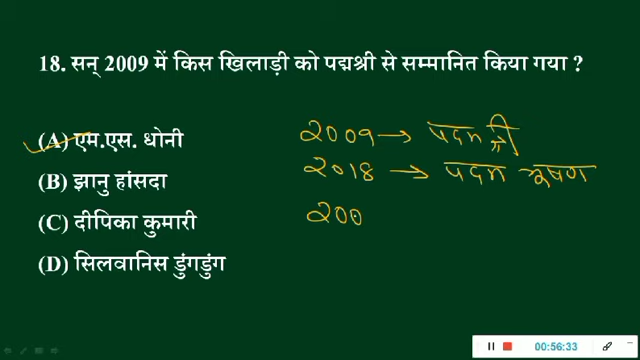 18. सन् 2009 में किस खिलाड़ी को पद्मश्री से सम्मानित किया गया ?
(A) एम.एस. धोनी
2009 → पदम श्री
(B) झानु हांसदा
2018 → पदम भूषण
(C) दीपिका कुमारी
200
(D) सिलवानिस डुंगडुंग
00:56:33